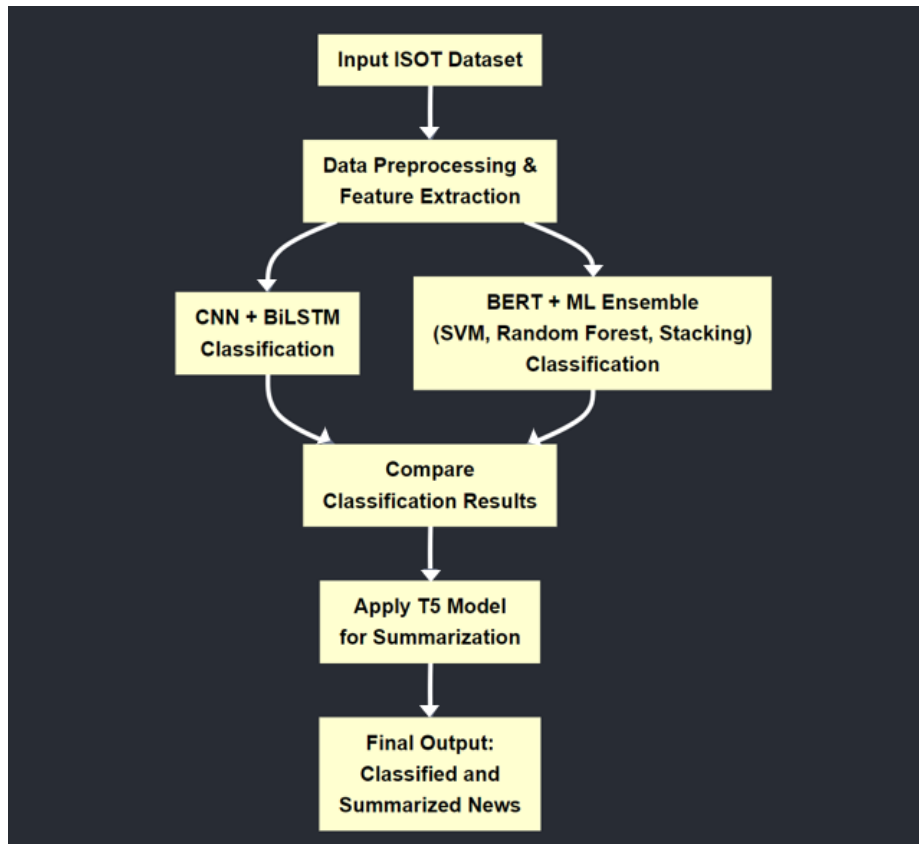 Input ISOT Dataset
Data Preprocessing &
Feature Extraction
CNN + BiLSTM
Classification
BERT + ML Ensemble
(SVM, Random Forest, Stacking)
Classification
Compare
Classification Results
Apply T5 Model
for Summarization
Final Output:
Classified and
Summarized News